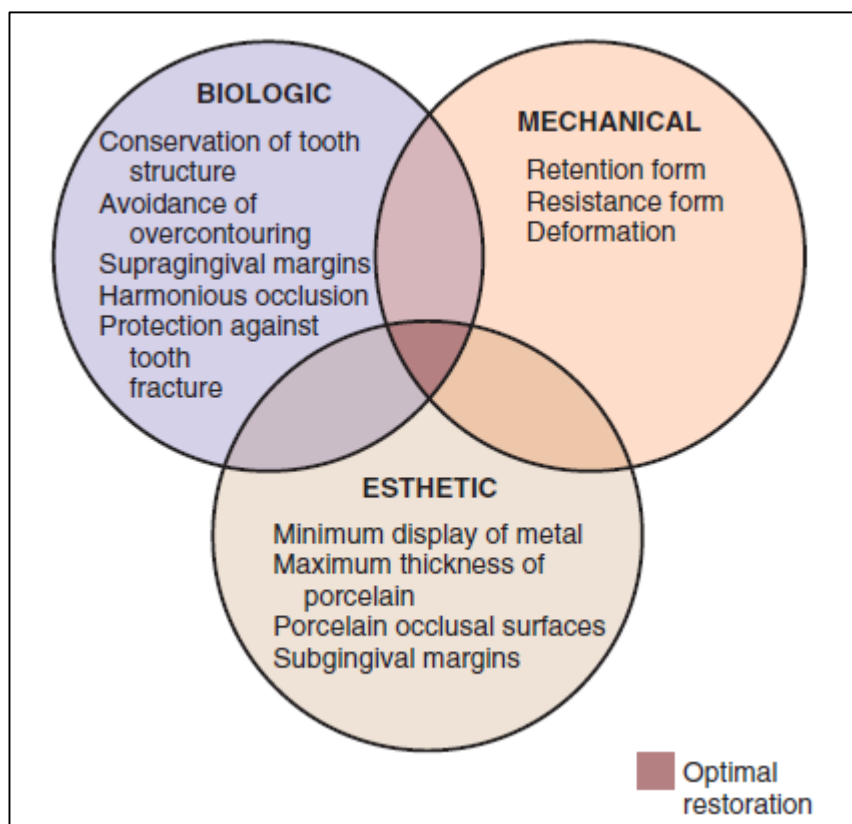 BIOLOGIC
Conservation of tooth
structure
Avoidance of
overcontouring
Supragingival margins
Harmonious occlusion
Protection against
tooth
fracture
MECHANICAL
Retention form
Resistance form
Deformation
ESTHETIC
Minimum display of metal
Maximum thickness of
porcelain
Porcelain occlusal surfaces
Subgingival margins
Optimal
restoration